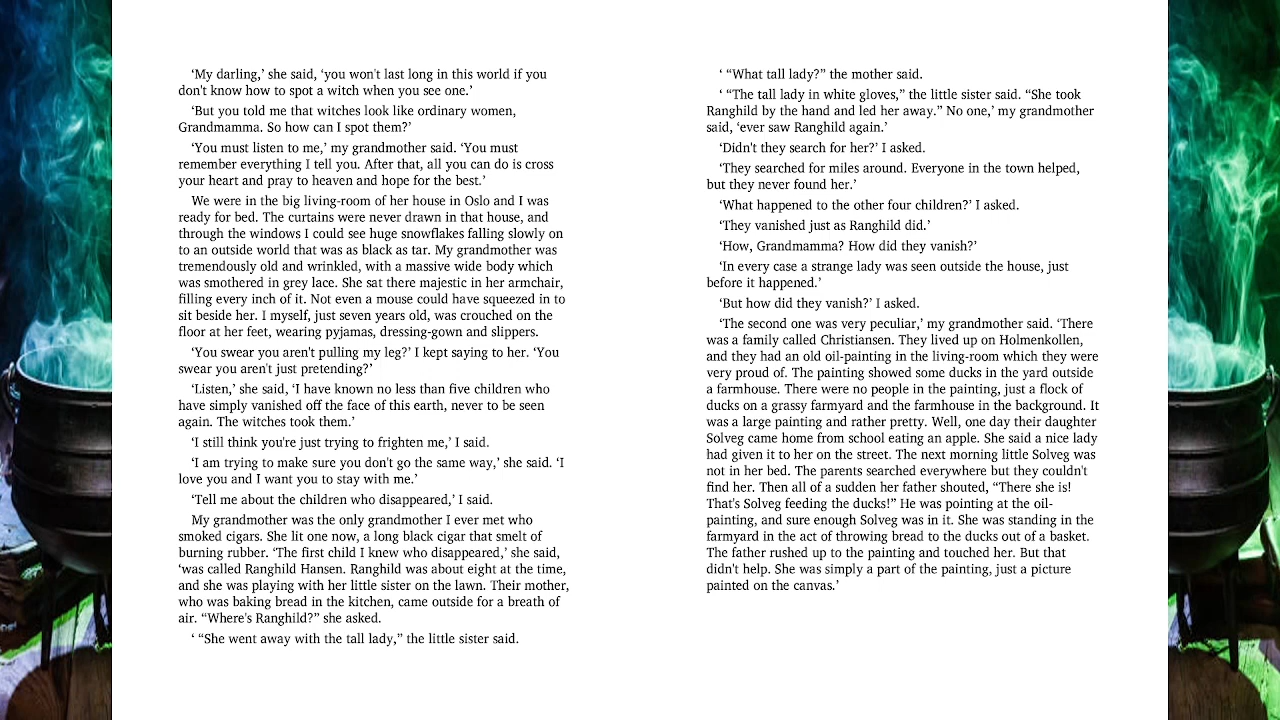 ‘My darling,’ she said, ‘you won't last long in this world if you
don't know how to spot a witch when you see one.’
‘But you told me that witches look like ordinary women,
Grandmamma. So how can I spot them?’
‘You must listen to me,’ my grandmother said. ‘You must
remember everything I tell you. After that, all you can do is cross
your heart and pray to heaven and hope for the best.’
We were in the big living-room of her house in Oslo and I was
ready for bed. The curtains were never drawn in that house, and
through the windows I could see huge snowflakes falling slowly on
to an outside world that was as black as tar. My grandmother was
tremendously old and wrinkled, with a massive wide body which
was smothered in grey lace. She sat there majestic in her armchair,
filling every inch of it. Not even a mouse could have squeezed in to
sit beside her. I myself, just seven years old, was crouched on the
floor at her feet, wearing pyjamas, dressing-gown and slippers.
‘You swear you aren't pulling my leg?’ I kept saying to her. ‘You
swear you aren't just pretending?’
‘Listen,’ she said, ‘I have known no less than five children who
have simply vanished off the face of this earth, never to be seen
again. The witches took them.’
‘I still think you're just trying to frighten me,’ I said.
‘I am trying to make sure you don't go the same way,’ she said. ‘I
love you and I want you to stay with me.’
‘Tell me about the children who disappeared,’ I said.
My grandmother was the only grandmother I ever met who
smoked cigars. She lit one now, a long black cigar that smelt of
burning rubber. ‘The first child I knew who disappeared,’ she said,
‘was called Ranghild Hansen. Ranghild was about eight at the time,
and she was playing with her little sister on the lawn. Their mother,
who was baking bread in the kitchen, came outside for a breath of
air. “Where's Ranghild?” she asked.
‘ “She went away with the tall lady,” the little sister said.
‘ “What tall lady?” the mother said.
‘ “The tall lady in white gloves,” the little sister said. “She took
Ranghild by the hand and led her away.” No one,’ my grandmother
said, ‘ever saw Ranghild again.’
‘Didn't they search for her?’ I asked.
‘They searched for miles around. Everyone in the town helped,
but they never found her.’
‘What happened to the other four children?’ I asked.
‘They vanished just as Ranghild did.’
‘How, Grandmamma? How did they vanish?’
‘In every case a strange lady was seen outside the house, just
before it happened.’
‘But how did they vanish?’ I asked.
‘The second one was very peculiar,’ my grandmother said. ‘There
was a family called Christiansen. They lived up on Holmenkollen,
and they had an old oil-painting in the living-room which they were
very proud of. The painting showed some ducks in the yard outside
a farmhouse. There were no people in the painting, just a flock of
ducks on a grassy farmyard and the farmhouse in the background. It
was a large painting and rather pretty. Well, one day their daughter
Solveg came home from school eating an apple. She said a nice lady
had given it to her on the street. The next morning little Solveg was
not in her bed. The parents searched everywhere but they couldn't
find her. Then all of a sudden her father shouted, “There she is!
That's Solveg feeding the ducks!” He was pointing at the oil-
painting, and sure enough Solveg was in it. She was standing in the
farmyard in the act of throwing bread to the ducks out of a basket.
The father rushed up to the painting and touched her. But that
didn't help. She was simply a part of the painting, just a picture
painted on the canvas.’